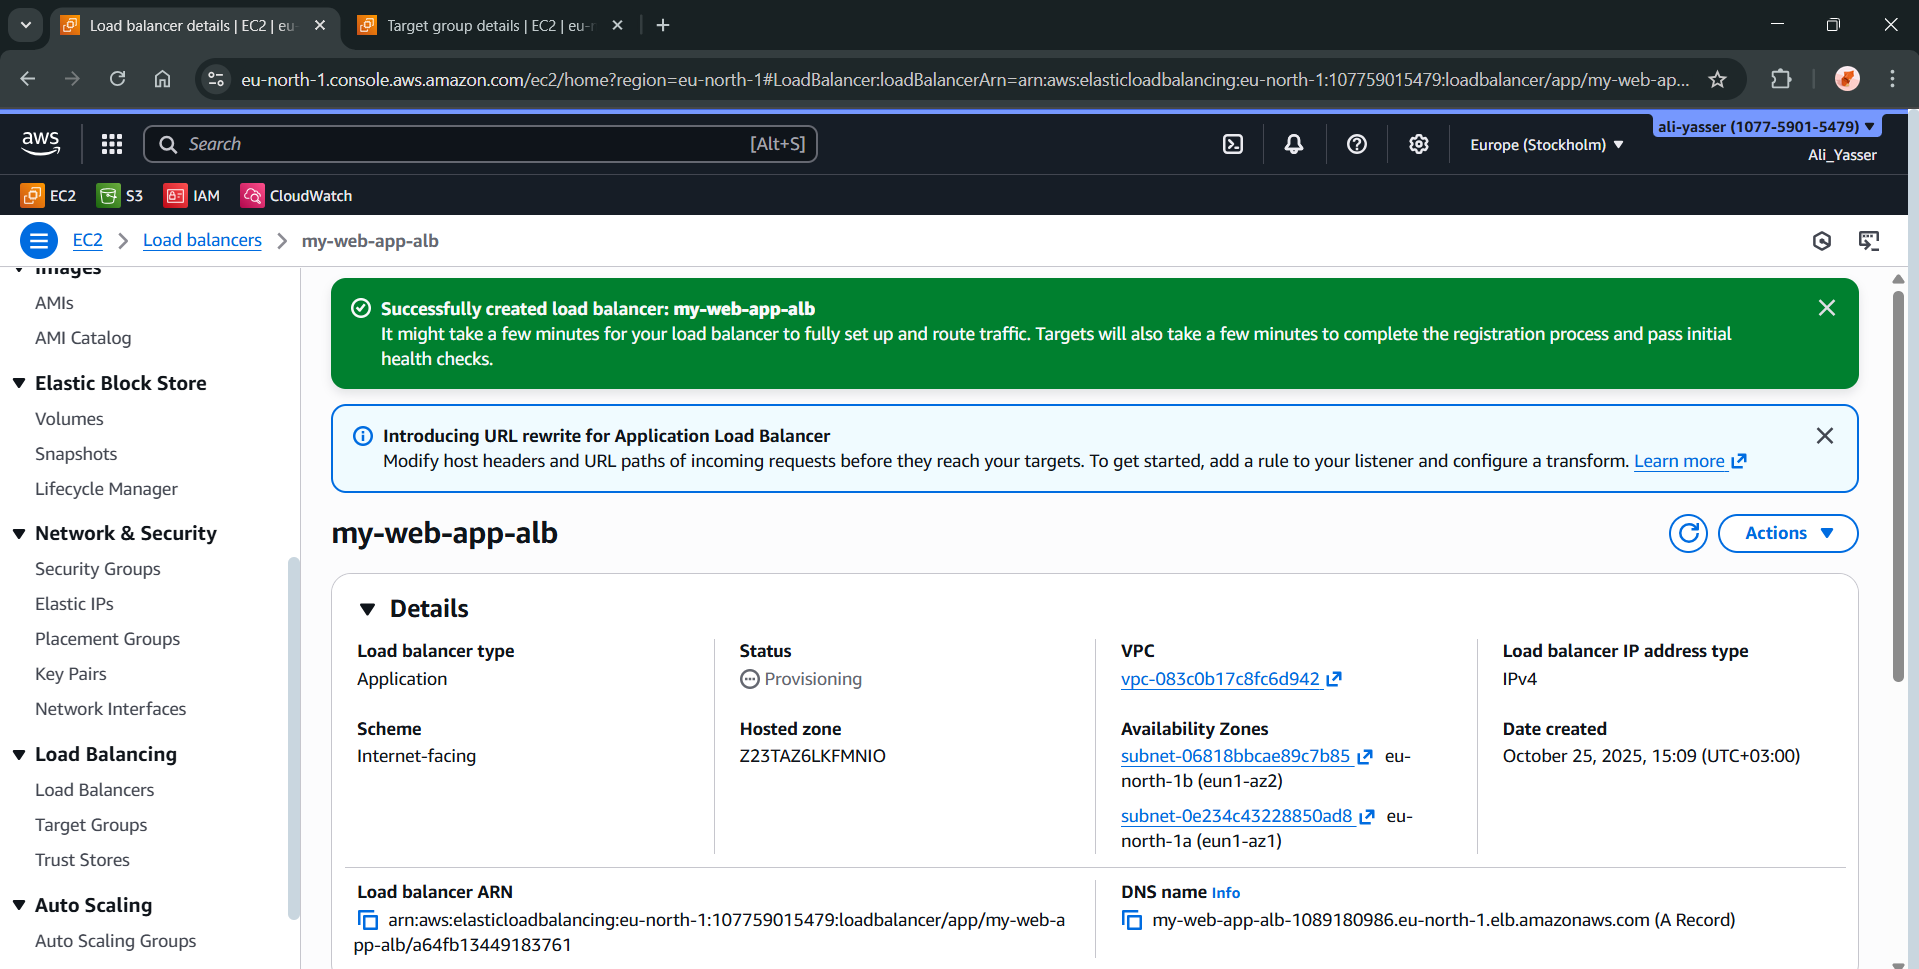 Load balancer details | EC2 | eu-
Target group details | EC2 | eu-n
eu-north-1.console.aws.amazon.com/ec2/home?region=eu-north-1#LoadBalancer:loadBalancerArn=arn:aws:elasticloadbalancing:eu-north-1:107759015479:loadbalancer/app/my-web-ap...
aws
Search
[Alt+S]
Europe (Stockholm)
ali-yasser (1077-5901-5479)
Ali_Yasser
EC2
S3
IAM
CloudWatch
EC2
Load balancers
my-web-app-alb
Images
AMIs
AMI Catalog
Elastic Block Store
Volumes
Snapshots
Lifecycle Manager
Network & Security
Security Groups
Elastic IPs
Placement Groups
Key Pairs
Network Interfaces
Load Balancing
Load Balancers
Target Groups
Trust Stores
Auto Scaling
Auto Scaling Groups
Successfully created load balancer: my-web-app-alb
It might take a few minutes for your load balancer to fully set up and route traffic. Targets will also take a few minutes to complete the registration process and pass initial
health checks.
Introducing URL rewrite for Application Load Balancer
Modify host headers and URL paths of incoming requests before they reach your targets. To get started, add a rule to your listener and configure a transform. Learn more
my-web-app-alb
Actions
Details
Load balancer type
Application
Status
Provisioning
VPC
vpc-083c0b17c8fc6d942
Load balancer IP address type
IPv4
Scheme
Internet-facing
Hosted zone
Z23TAZ6LKFMNIO
Availability Zones
subnet-06818bbcae89c7b85 eu-
north-1b (eun1-az2)
subnet-0e234c43228850ad8 eu-
north-1a (eun1-az1)
Date created
October 25, 2025, 15:09 (UTC+03:00)
Load balancer ARN
arn:aws:elasticloadbalancing:eu-north-1:107759015479:loadbalancer/app/my-web-a
pp-alb/a64fb13449183761
DNS name Info
my-web-app-alb-1089180986.eu-north-1.elb.amazonaws.com (A Record)